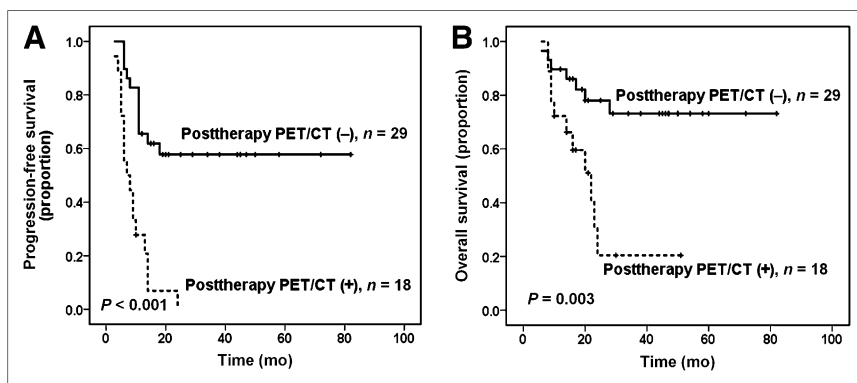 A
Progression-free survival
(proportion)
1.0
0.8
0.6
0.4
0.2
0.0
Posttherapy PET/CT (–), n = 29
Posttherapy PET/CT (+), n = 18
P < 0.001
0
20
40
60
80
100
Time (mo)
B
Overall survival (proportion)
1.0
0.8
0.6
0.4
0.2
0.0
Posttherapy PET/CT (–), n = 29
Posttherapy PET/CT (+), n = 18
P = 0.003
0
20
40
60
80
100
Time (mo)